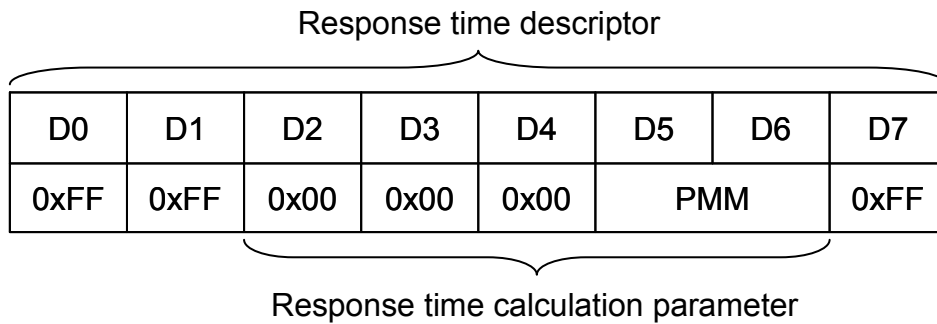 Response time descriptor
D0 D1 D2 D3 D4 D5 D6 D7
0xFF 0xFF 0x00 0x00 0x00 PMM 0xFF
Response time calculation parameter